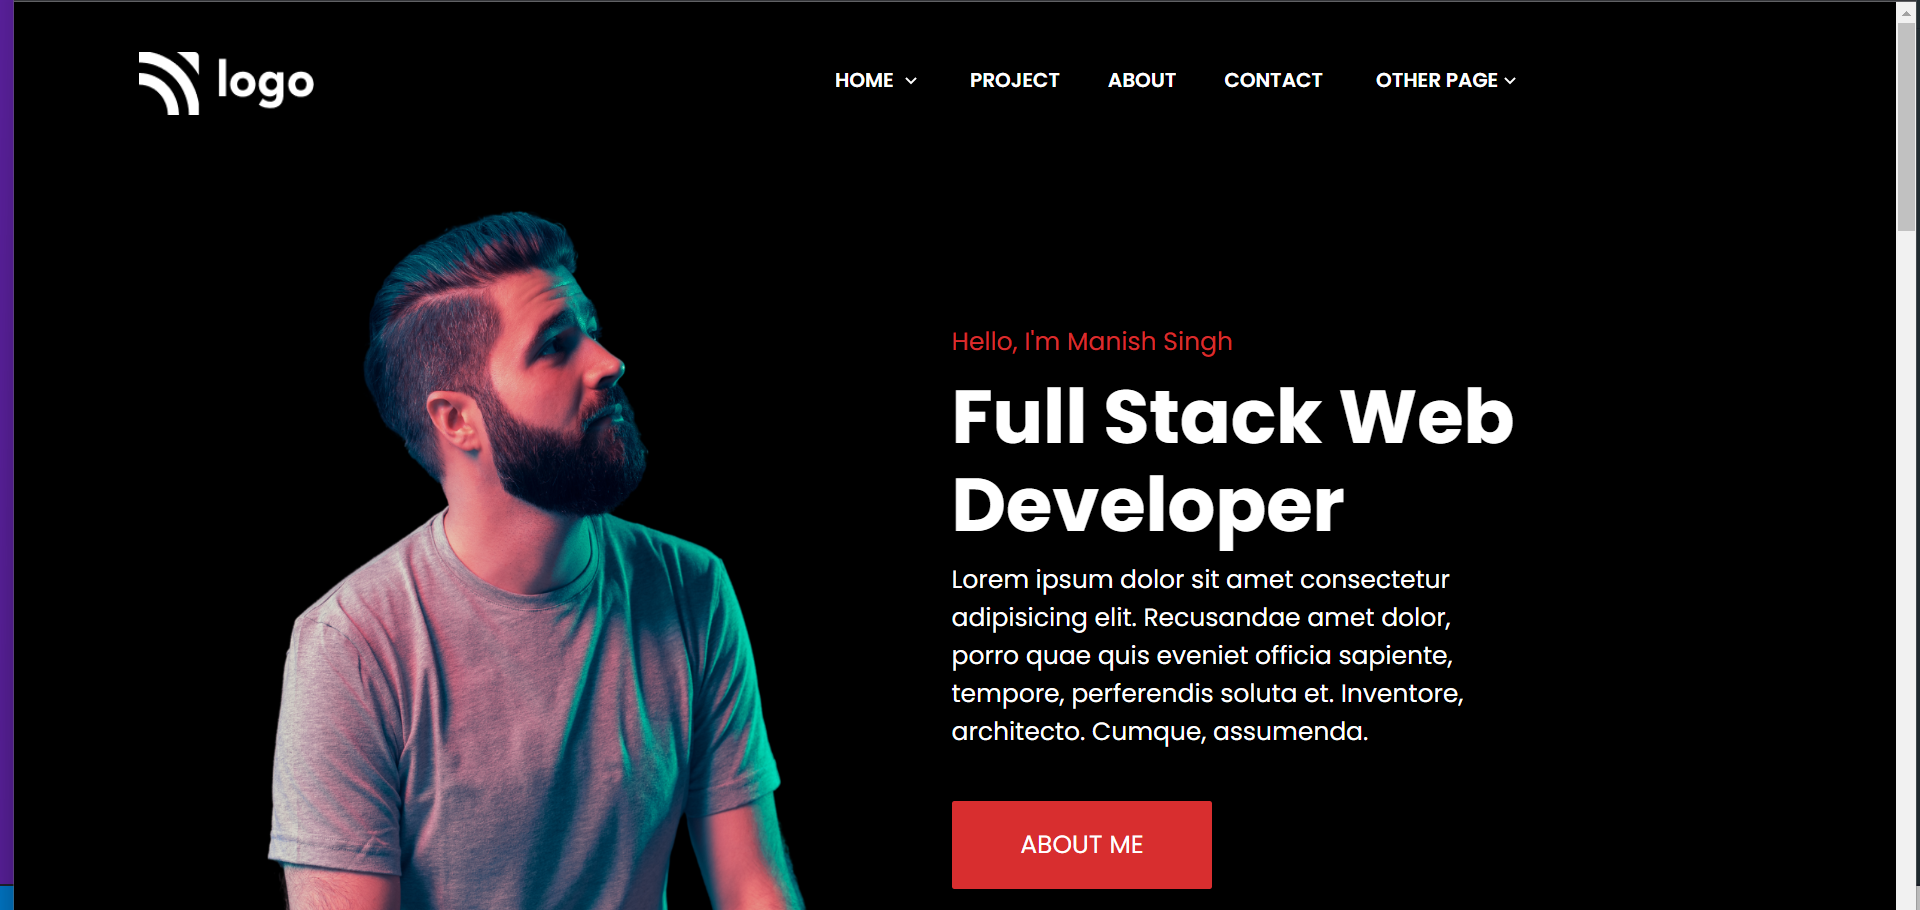 logo
HOME
PROJECT
ABOUT
CONTACT
OTHER PAGE
Hello, I'm Manish Singh
Full Stack Web
Developer
Lorem ipsum dolor sit amet consectetur
adipisicing elit. Recusandae amet dolor,
porro quae quis eveniet officia sapiente,
tempore, perferendis soluta et. Inventore,
architecto. Cumque, assumenda.
ABOUT ME